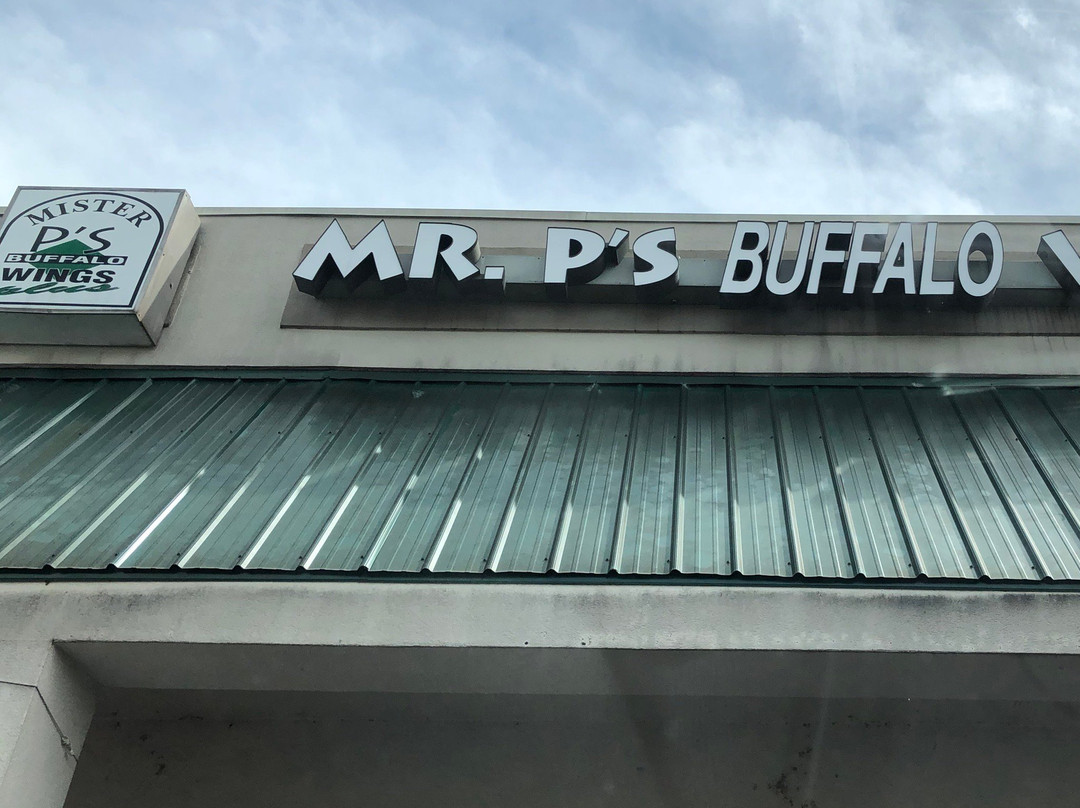 MISTER
P'S
BUFFALO
WINGS
MR. P'S BUFFALO